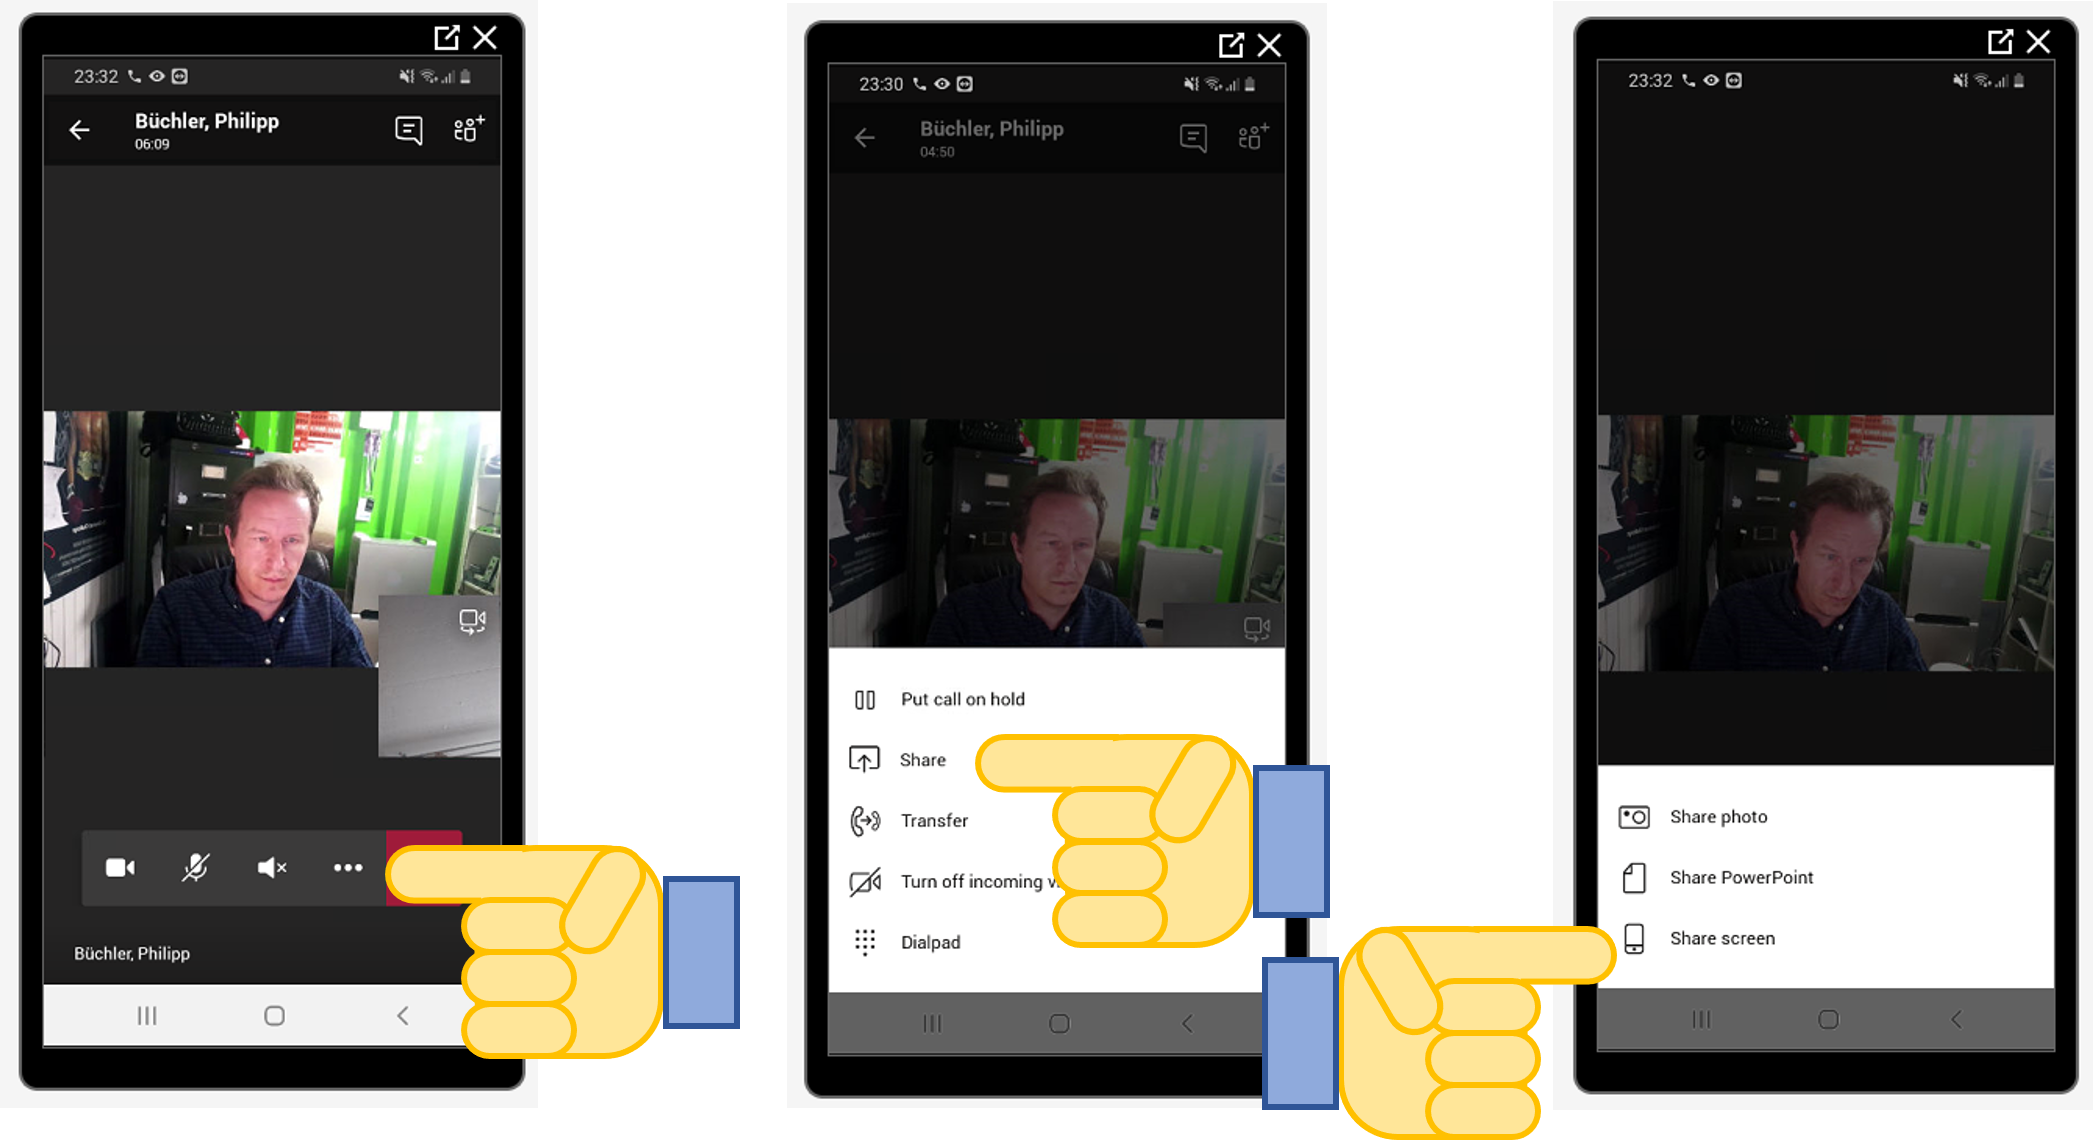 23:32
Büchler, Philipp
06:09
Büchler, Philipp
23:30
Büchler, Philipp
04:50
Put call on hold
Share
Transfer
Turn off incoming
Dialpad
23:32
Share photo
Share PowerPoint
Share screen